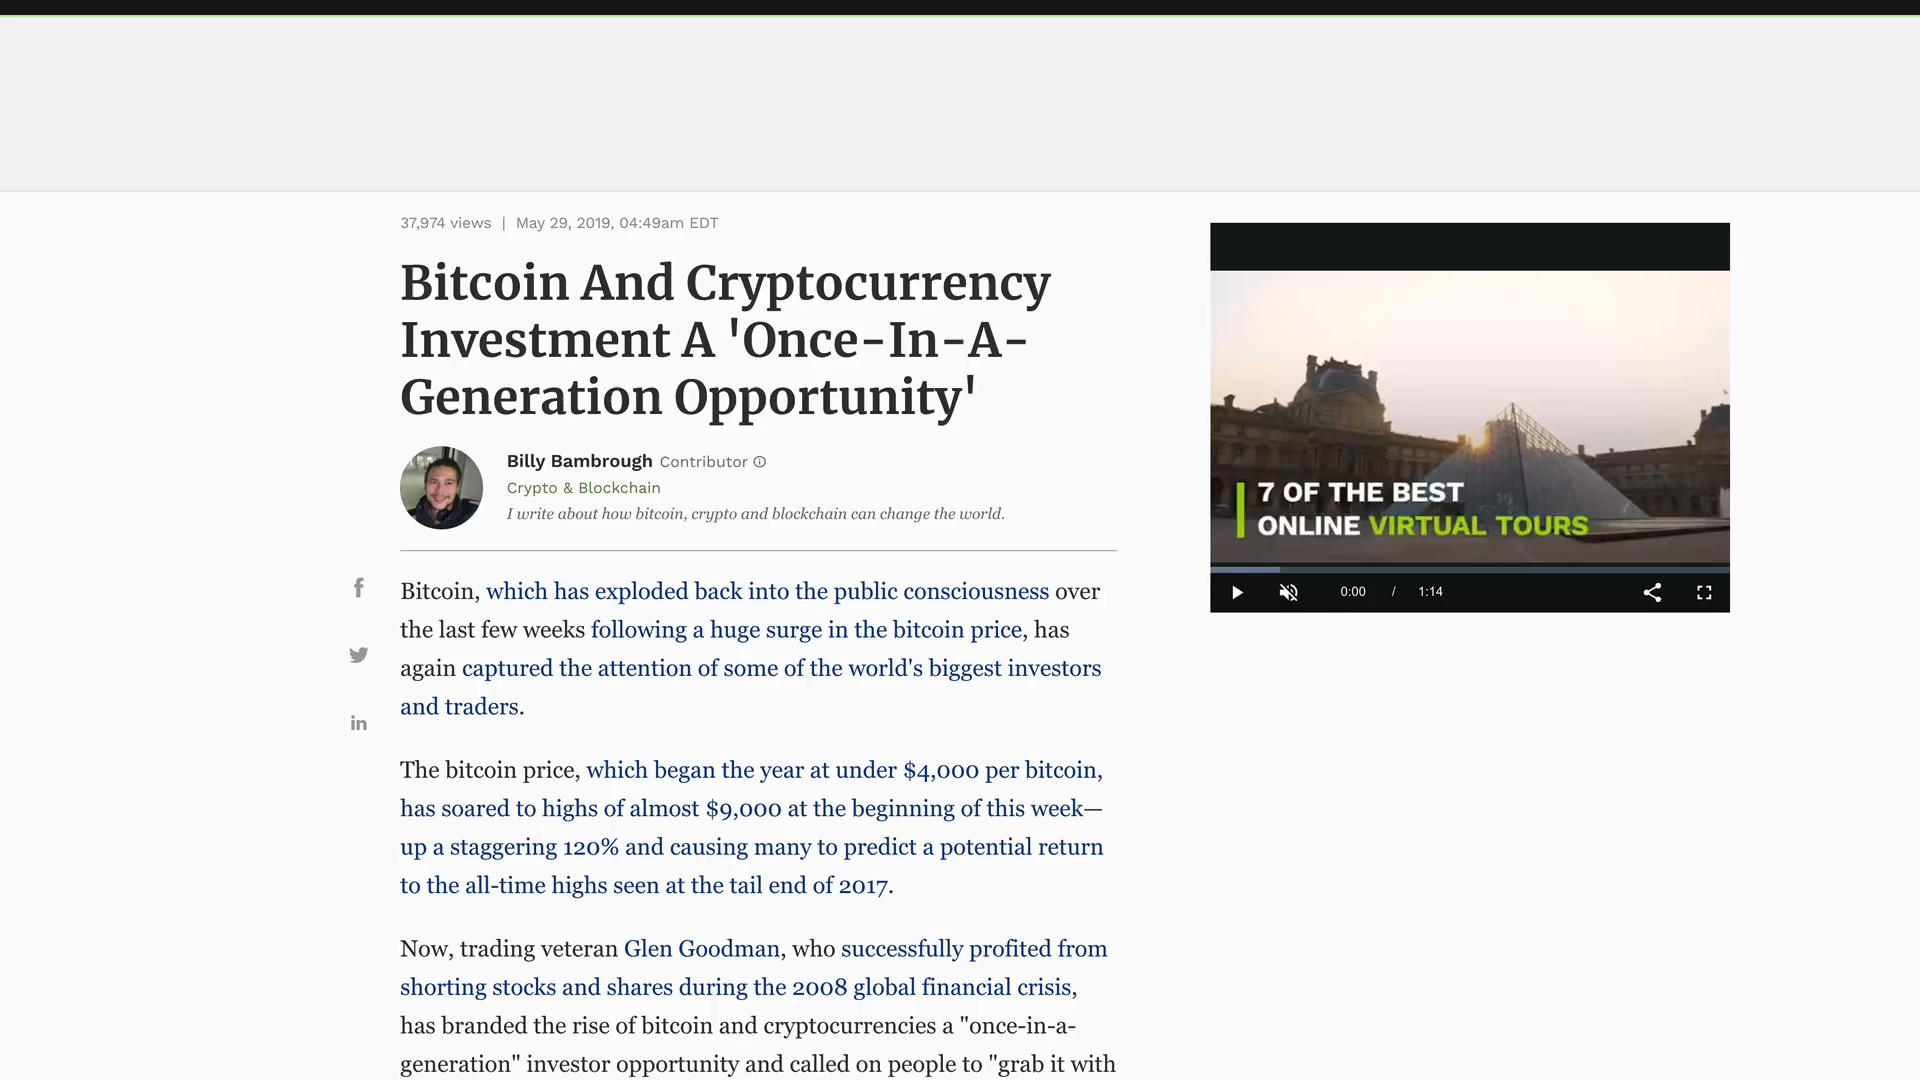 37,974 views | May 29, 2019, 04:49am EDT
Bitcoin And Cryptocurrency
Investment A 'Once-In-A-
Generation Opportunity'
Billy Bambrough Contributor
Crypto & Blockchain
I write about how bitcoin, crypto and blockchain can change the world.
Bitcoin, which has exploded back into the public consciousness over
the last few weeks following a huge surge in the bitcoin price, has
again captured the attention of some of the world's biggest investors
and traders.
The bitcoin price, which began the year at under $4,000 per bitcoin,
has soared to highs of almost $9,000 at the beginning of this week—
up a staggering 120% and causing many to predict a potential return
to the all-time highs seen at the tail end of 2017.
Now, trading veteran Glen Goodman, who successfully profited from
shorting stocks and shares during the 2008 global financial crisis,
has branded the rise of bitcoin and cryptocurrencies a "once-in-a-
generation" investor opportunity and called on people to "grab it with
7 OF THE BEST
ONLINE VIRTUAL TOURS
0:00 / 1:14